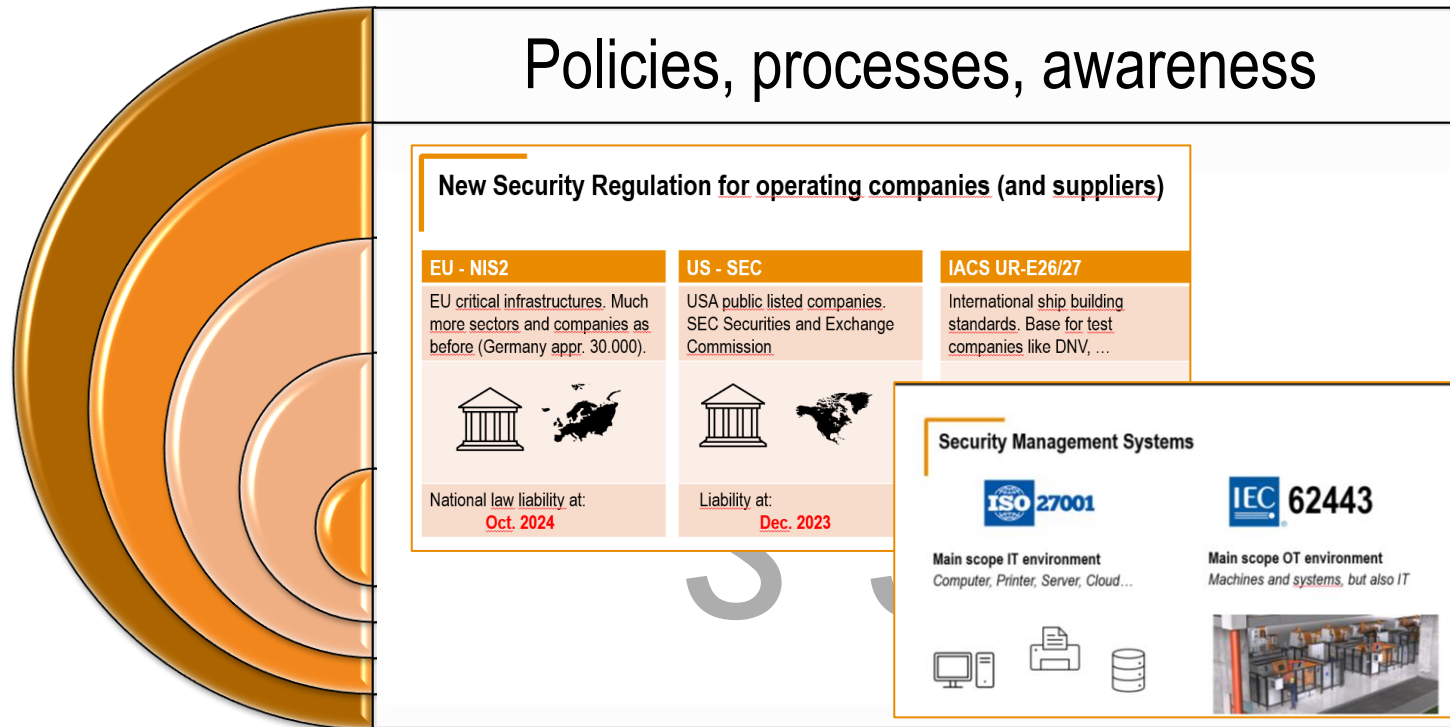 Policies, processes, awareness
New Security Regulation for operating companies (and suppliers)
EU - NIS2
EU critical infrastructures. Much
more sectors and companies as
before (Germany appr. 30.000).
National law liability at:
Oct. 2024
US - SEC
USA public listed companies.
SEC Securities and Exchange
Commission
Liability at:
Dec. 2023
IACS UR-E26/27
International ship building
standards. Base for test
companies like DNV, …
Security Management Systems
ISO 27001
Main scope IT environment
Computer, Printer, Server, Cloud…
IEC 62443
®
Main scope OT environment
Machines and systems, but also IT